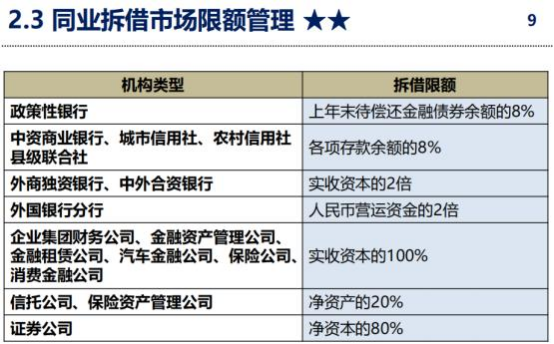 2.3 同业拆借市场限额管理 ★★
9
机构类型
拆借限额
政策性银行
上年末待偿还金融债券余额的8%
中资商业银行、城市信用社、农村信用社
县级联合社
各项存款余额的8%
外商独资银行、中外合资银行
实收资本的2倍
外国银行分行
人民币营运资金的2倍
企业集团财务公司、金融资产管理公司、
金融租赁公司、汽车金融公司、保险公司、
消费金融公司
实收资本的100%
信托公司、保险资产管理公司
净资产的20%
证券公司
净资本的80%